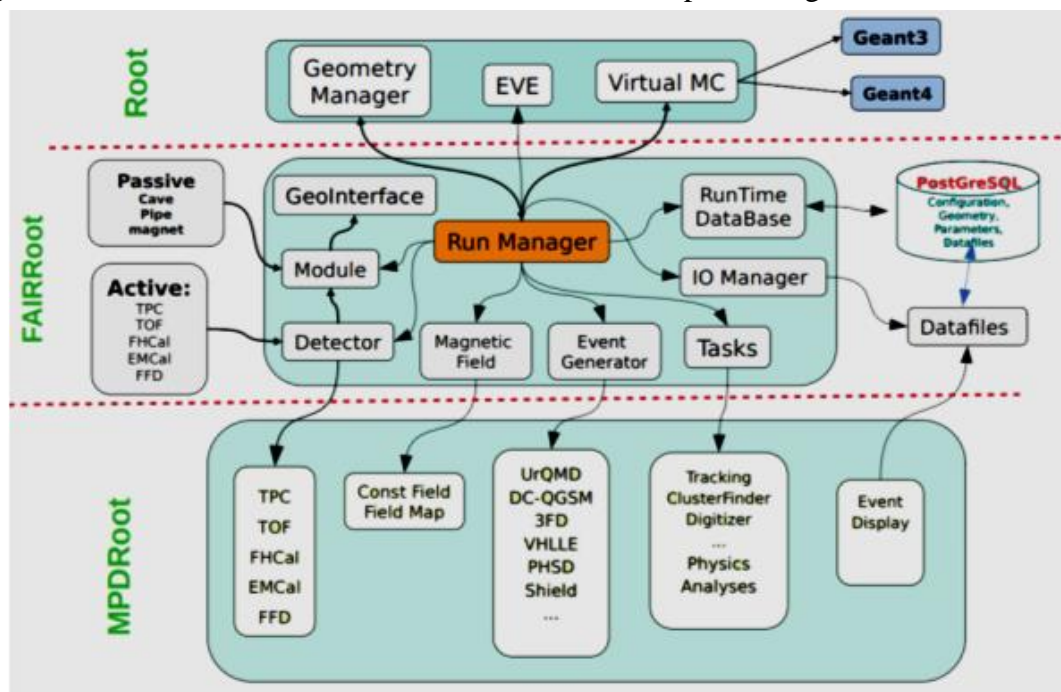 Root
Geometry
Manager
EVE
Virtual MC
Geant3
Geant4
FAIRRoot
Passive
Cave
Pipe
magnet
Active:
TPC
TOF
FHCal
EMCal
FFD
GeoInterface
Module
Detector
Run Manager
Magnetic
Field
Event
Generator
Tasks
RunTime
DataBase
IO Manager
PostGreSQL
Configuration,
Geometry,
Parameters,
Datafiles
Datafiles
MPDRoot
TPC
TOF
FHCal
EMCal
FFD
Const Field
Field Map
UrQMD
DC-QGSM
3FD
VHLLE
PHSD
Shield
...
Tracking
ClusterFinder
Digitizer
...
Physics
Analyses
Event
Display